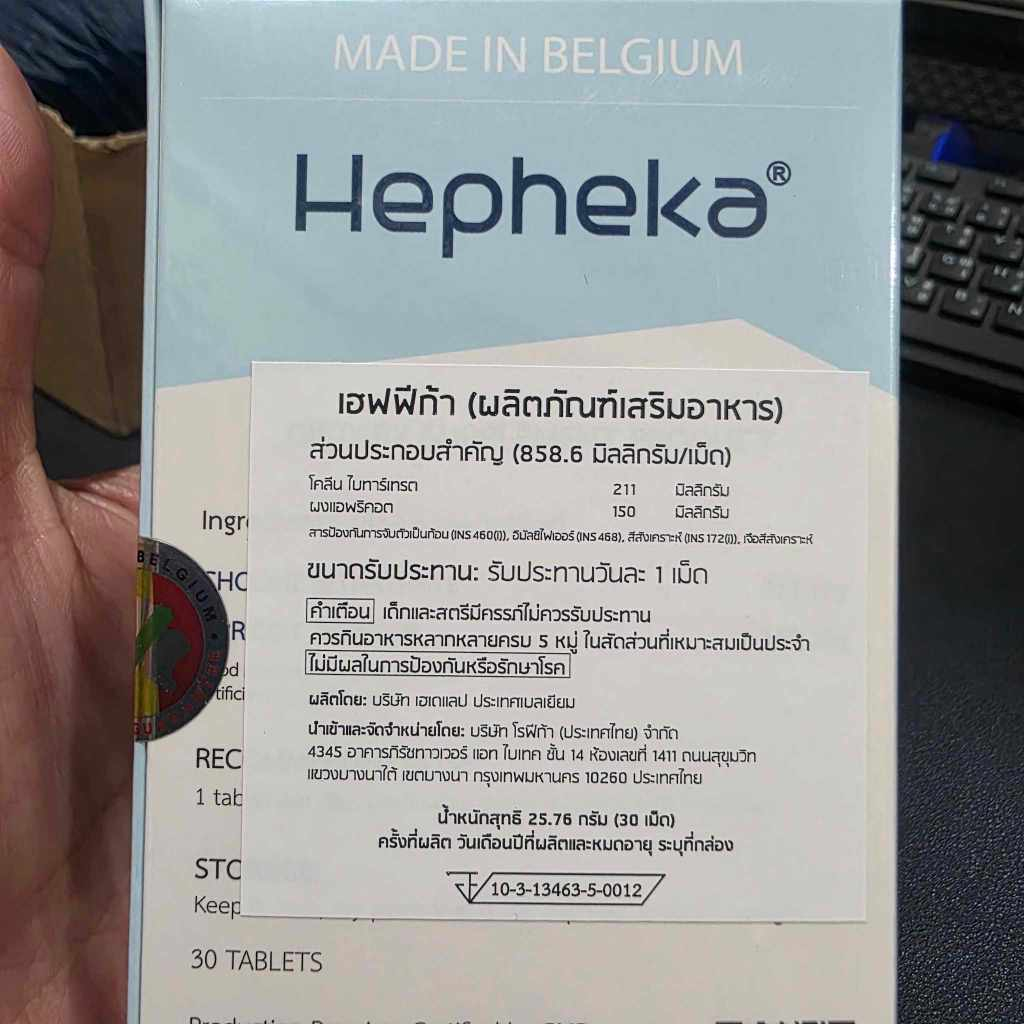 MADE IN BELGIUM
Hepheka®
เฮฟฟีก้า (ผลิตภัณฑ์เสริมอาหาร)
ส่วนประกอบสำคัญ (858.6 มิลลิกรัม/เม็ด)
โคลีน ไบทาร์เทรต 211 มิลลิกรัม
ผงแอพริคอต 150 มิลลิกรัม
สารป้องกันการจับตัวเป็นก้อน (INS 460(i)), อิมัลซิไฟเออร์ (INS 468), สีสังเคราะห์ (INS 172(i)), เจือสีสังเคราะห์
ขนาดรับประทาน: รับประทานวันละ 1 เม็ด
คำเตือน เด็กและสตรีมีครรภ์ไม่ควรรับประทาน
ควรกินอาหารหลากหลายครบ 5 หมู่ ในสัดส่วนที่เหมาะสมเป็นประจำ
ไม่มีผลในการป้องกันหรือรักษาโรค
ผลิตโดย: บริษัท เฮเดแลป ประเทศเบลเยียม
นำเข้าและจัดจำหน่ายโดย: บริษัท โรฟีก้า (ประเทศไทย) จำกัด
4345 อาคารภิรัชทาวเวอร์ แอท ไบเทค ชั้น 14 ห้องเลขที่ 1411 ถนนสุขุมวิท
แขวงบางนาใต้ เขตบางนา กรุงเทพมหานคร 10260 ประเทศไทย
น้ำหนักสุทธิ 25.76 กรัม (30 เม็ด)
ครั้งที่ผลิต วันเดือนปีที่ผลิตและหมดอายุ ระบุที่กล่อง
10-3-13463-5-0012
Ingr
BELGIUM
REC
1 tab
STO
Keep
30 TABLETS